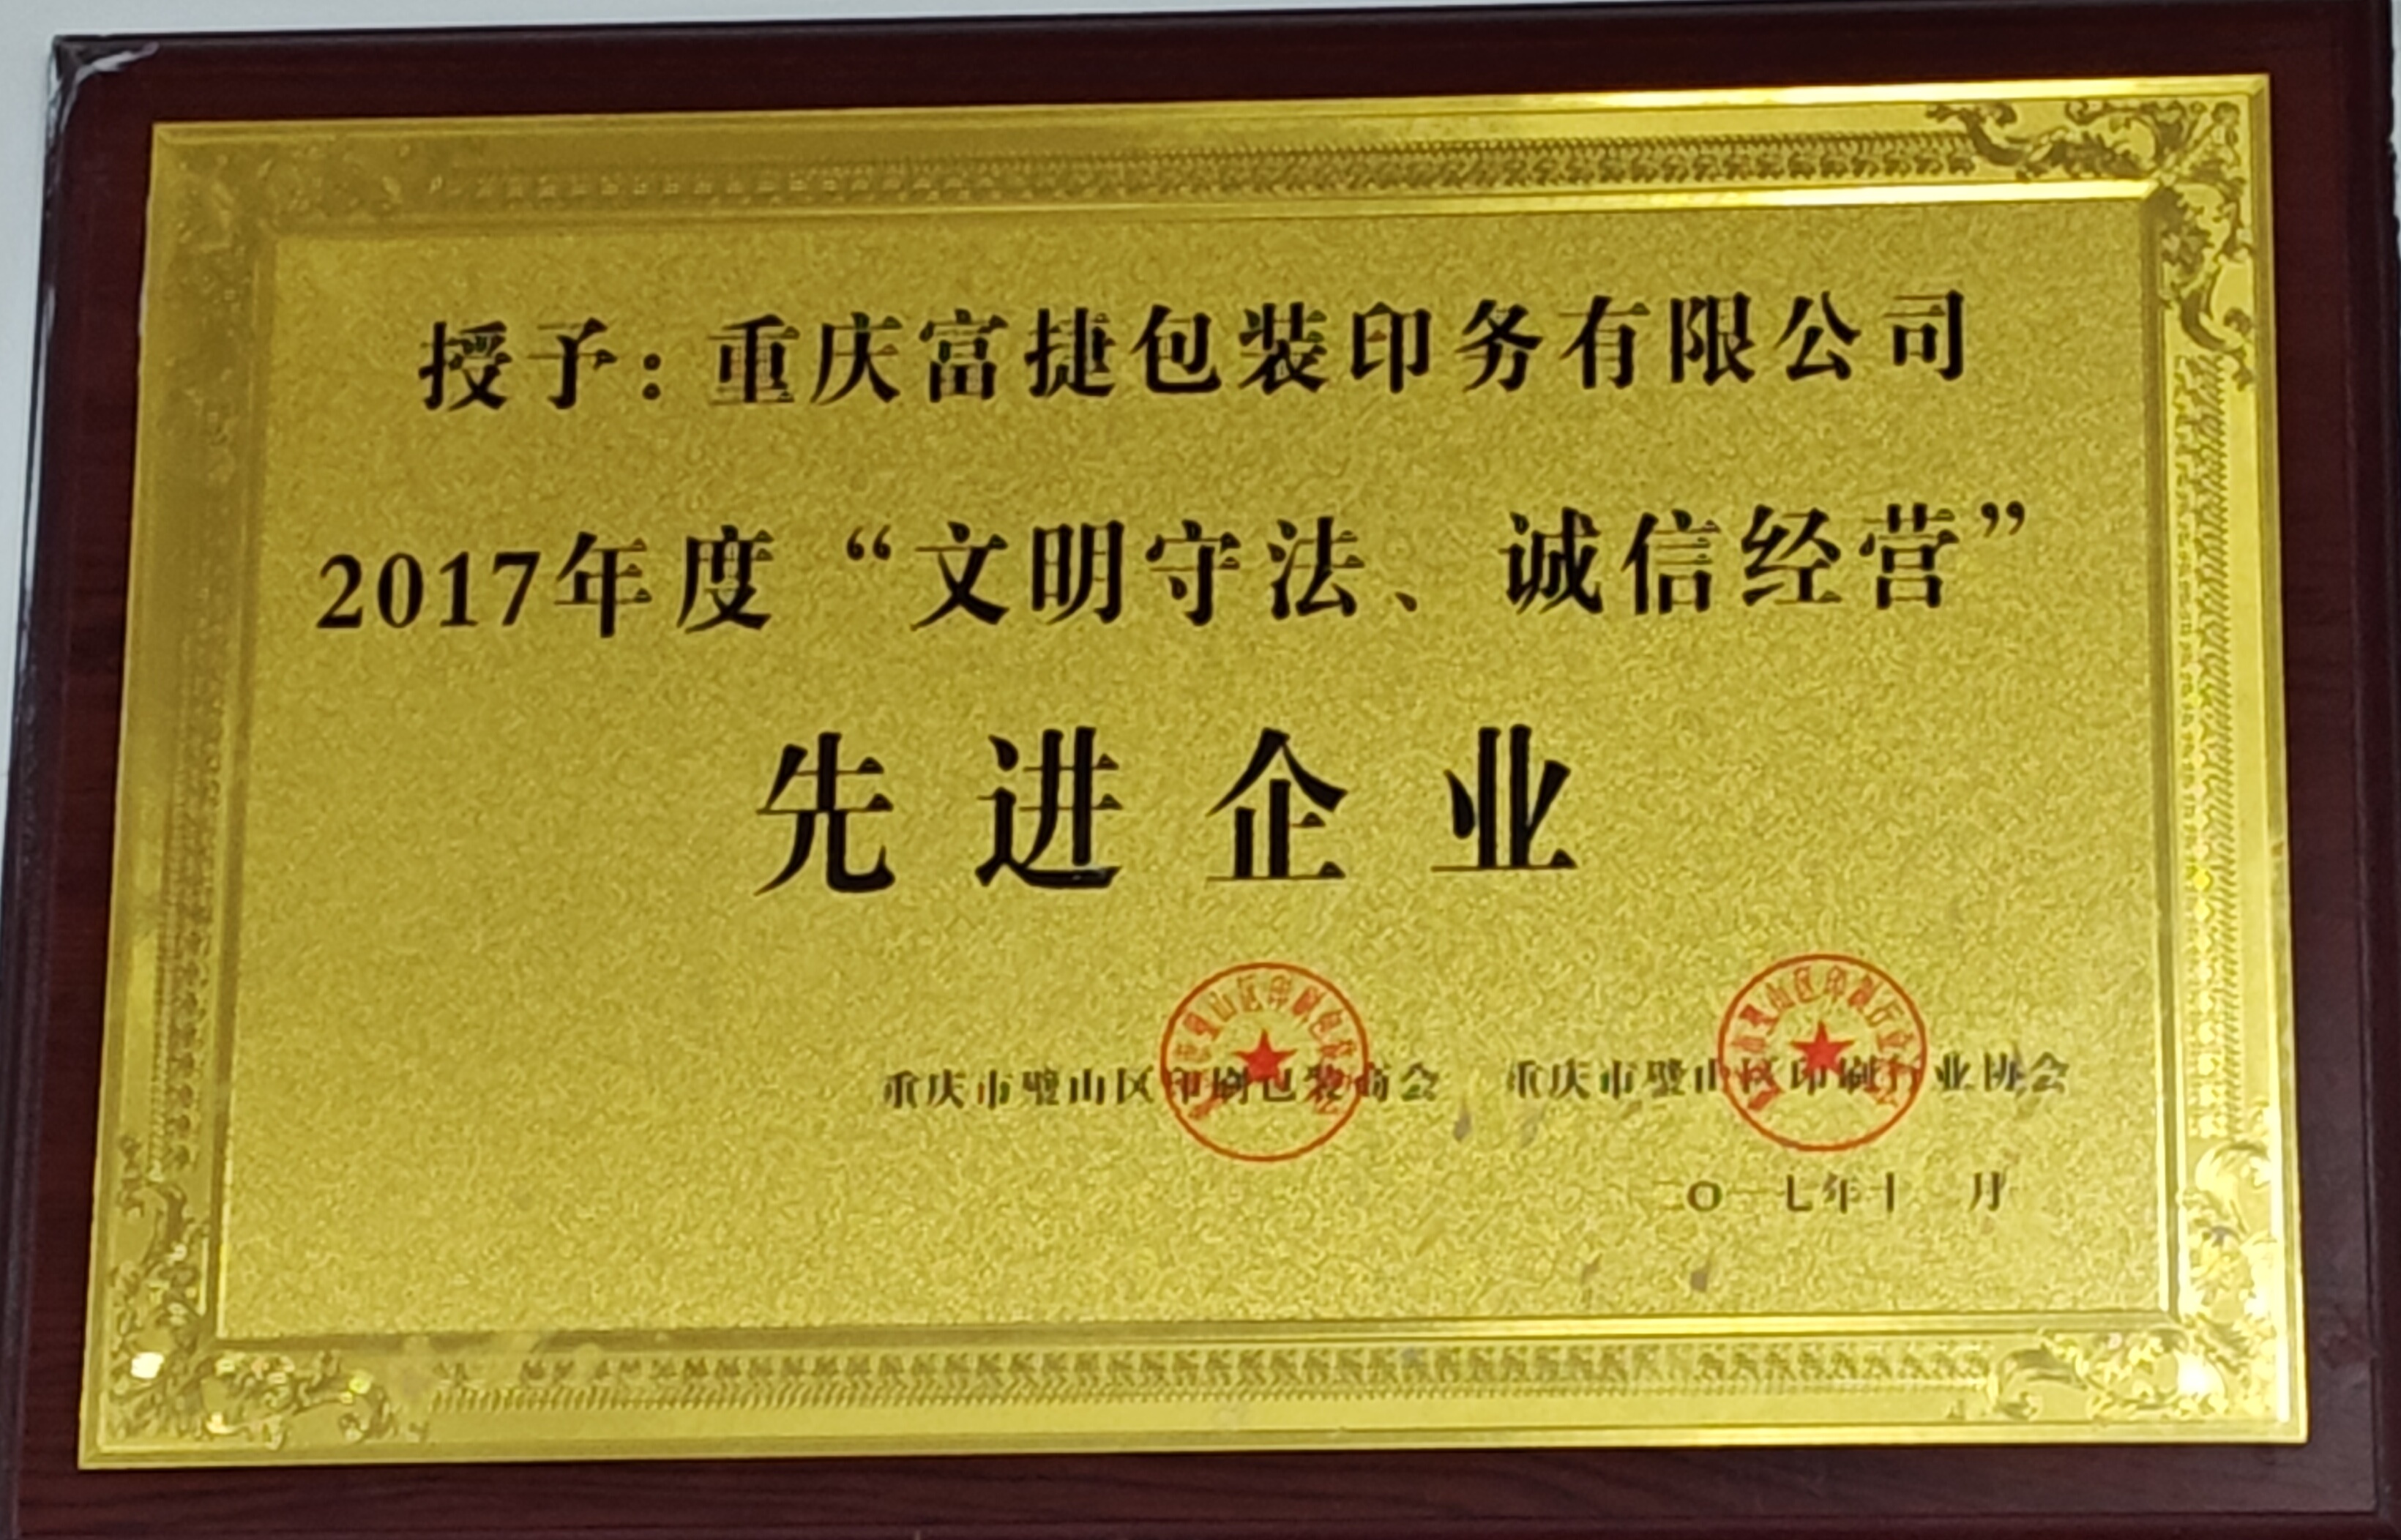 授予：重庆富捷包装印务有限公司
2017年度“文明守法、诚信经营”
先进企业
重庆市璧山区印刷包装商会 重庆市璧山区印刷行业协会
二〇一七年十 月